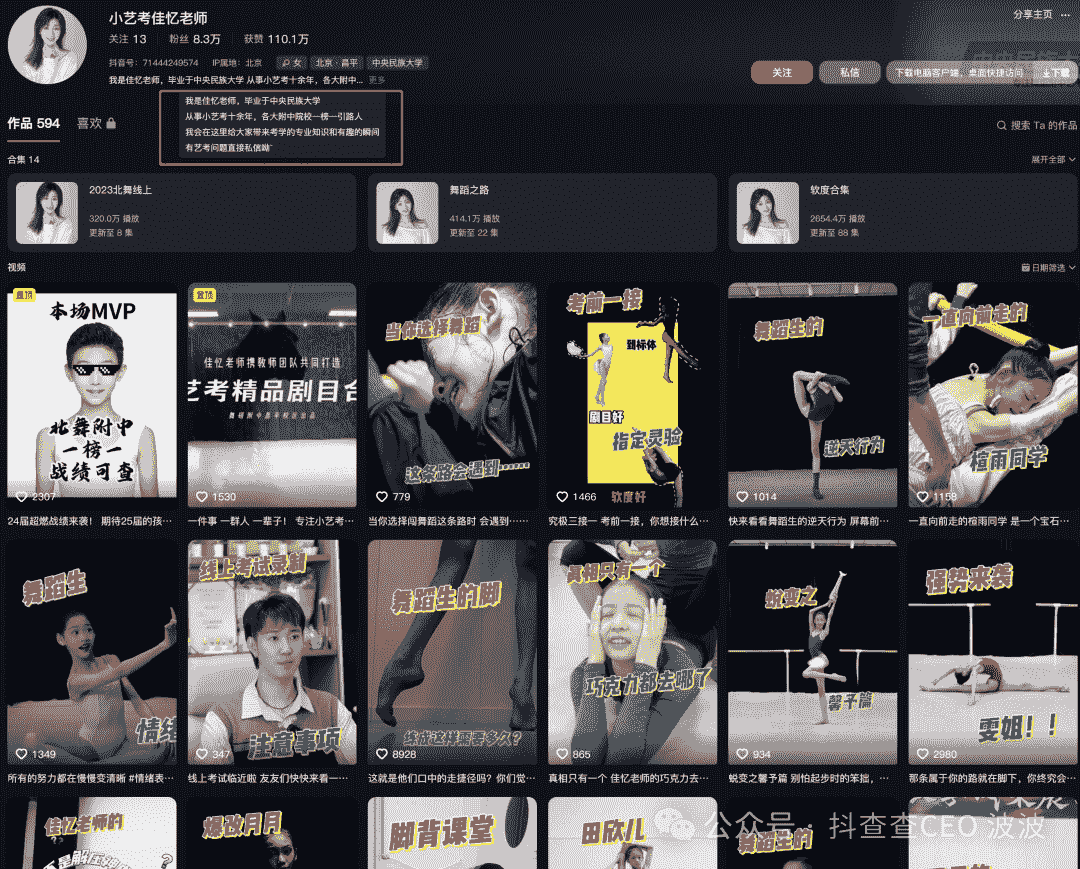 小艺考佳忆老师
分享主页 ···
关注 13 粉丝 8.3万 获赞 110.1万
抖音号：71444249574 IP属地：北京 女 北京·昌平 中央民族大学
关注 私信 下载电脑客户端，桌面快捷访问 下载
我是佳忆老师，毕业于中央民族大学 从事小艺考十余年，各大附中... 更多
我是佳忆老师，毕业于中央民族大学
从事小艺考十余年，各大附中院校一榜一引路人
我会在这里给大家带来考学的专业知识和有趣的瞬间
有艺考问题直接私信呦~
作品 594 喜欢
搜索 Ta 的作品
合集 14
展开全部
2023北舞线上
320.0万 播放
更新至 8 集
舞蹈之路
414.1万 播放
更新至 22 集
软度合集
2654.4万 播放
更新至 88 集
视频
日期筛选
置顶
本场MVP
北舞附中
一榜一
战绩可查
2307
24届超燃战绩来袭！ 期待25届的孩···
置顶
佳忆老师携教师团队共同打造
艺考精品剧目合
1530
一件事 一群人 一辈子！ 专注小艺考···
当你选择舞蹈
这条路会遇到······
779
当你选择闯舞蹈这条路时 会遇到······
考前一接
到标体
剧目好
指定灵验
软度好
1466
究极三接一 考前一接，你想接什么···
舞蹈生的
逆天行为
1014
快来看看舞蹈生的逆天行为 屏幕前···
一直向前走的
楦雨同学
1158
一直向前走的楦雨同学 是一个宝石···
舞蹈生
情绪
1349
所有的努力都在慢慢变清晰 #情绪表···
线上考试录制
注意事项
347
线上考试临近啦 友友们快快来看一···
舞蹈生的脚
练成这样需要多久？
8928
这就是他们口中的走捷径吗？你们觉···
真相只有一个
巧克力都去哪了
865
真相只有一个 佳忆老师的巧克力去···
蜕变之
馨予篇
934
蜕变之馨予篇 别怕起步时的笨拙，···
强势来袭
雯姐！！
2980
那条属于你的路就在脚下，你终究会···
佳忆老师的
爆改月月
脚背课堂
田欣儿
舞蹈生的
公众号 · 抖查查CEO 波波